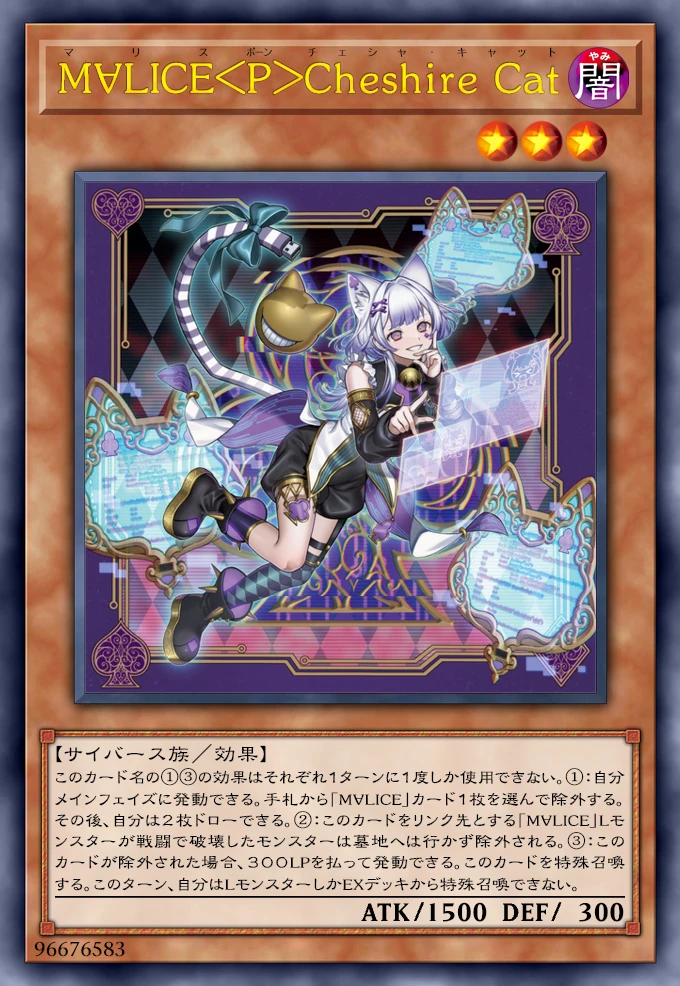 マリスポーンチェシャ・キャット
M∀LICE<P>Cheshire Cat
やみ
闇
【サイバース族／効果】
このカード名の①③の効果はそれぞれ1ターンに1度しか使用できない。①：自分
メインフェイズに発動できる。手札から「M∀LICE」カード1枚を選んで除外する。
その後、自分は２枚ドローできる。②：このカードをリンク先とする「M∀LICE」Lモ
ンスターが戦闘で破壊したモンスターは墓地へは行かず除外される。③：こ
のカードが除外された場合、３００LPを払って発動できる。このカードを特殊召喚
する。このターン、自分はLモンスターしかEXデッキから特殊召喚できない。
ATK/1500 DEF/ 300
96676583